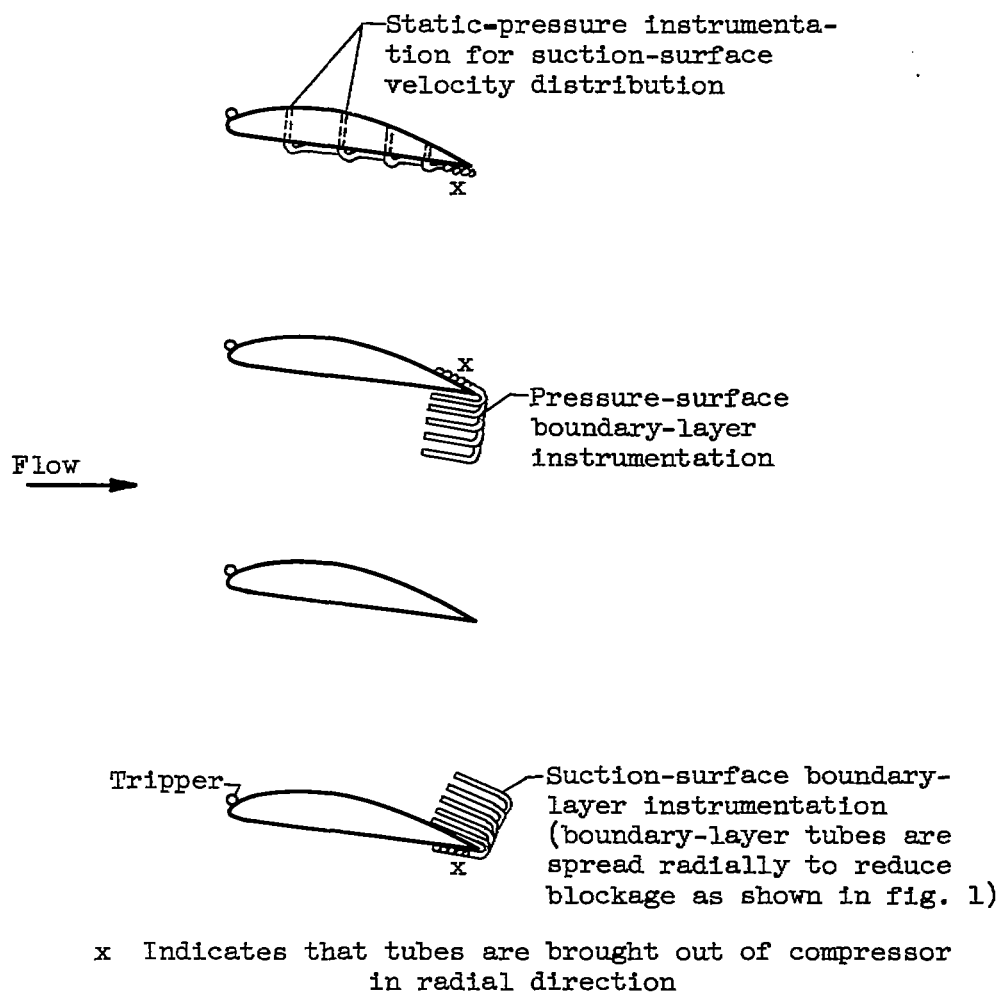 Static-pressure instrumenta-
tion for suction-surface
velocity distribution
x
x
Pressure-surface
boundary-layer
instrumentation
Flow
Tripper
Suction-surface boundary-
layer instrumentation
(boundary-layer tubes are
spread radially to reduce
blockage as shown in fig. 1)
x
x Indicates that tubes are brought out of compressor
in radial direction